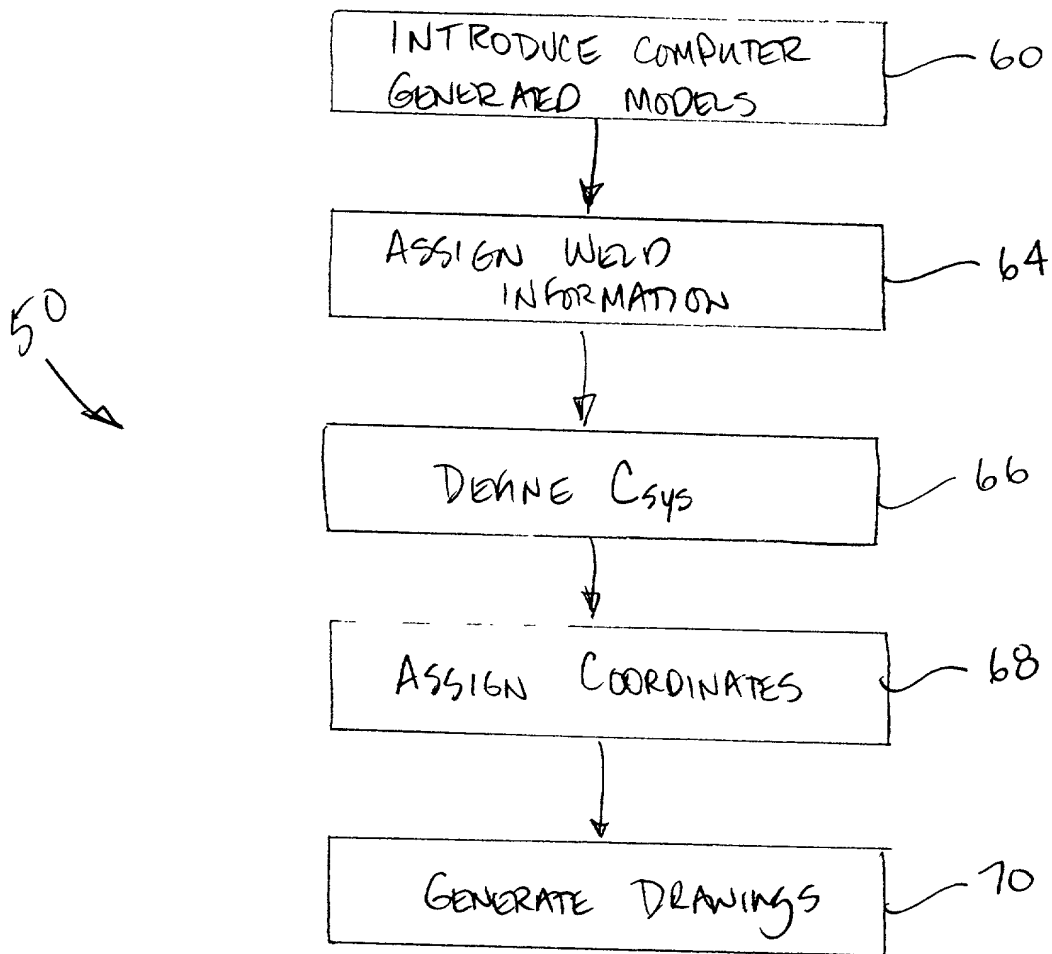 INTRODUCE COMPUTER
GENERATED MODELS
60
ASSIGN WELD
INFORMATION
64
50
DEFINE Csys
66
ASSIGN COORDINATES
68
GENERATE DRAWINGS
70